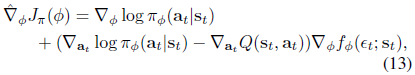 ∇̂_ϕ J_π(ϕ) = ∇_ϕ log π_ϕ(a_t|s_t)
+ (∇_{a_t} log π_ϕ(a_t|s_t) − ∇_{a_t} Q(s_t, a_t))∇_ϕ f_ϕ(ϵ_t; s_t),
(13)